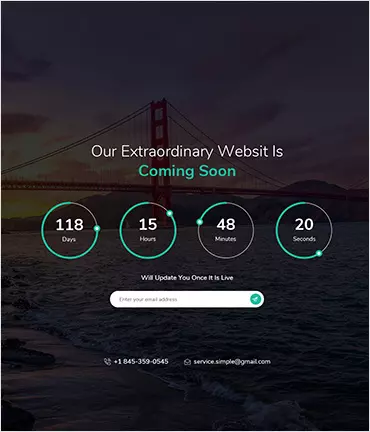 Our Extraordinary Websit Is
Coming Soon
118 15 48 20
Days Hours Minutes Seconds
Will Update You Once It Is Live
Enter your email address
+1 845-359-0545 service.simple@gmail.com